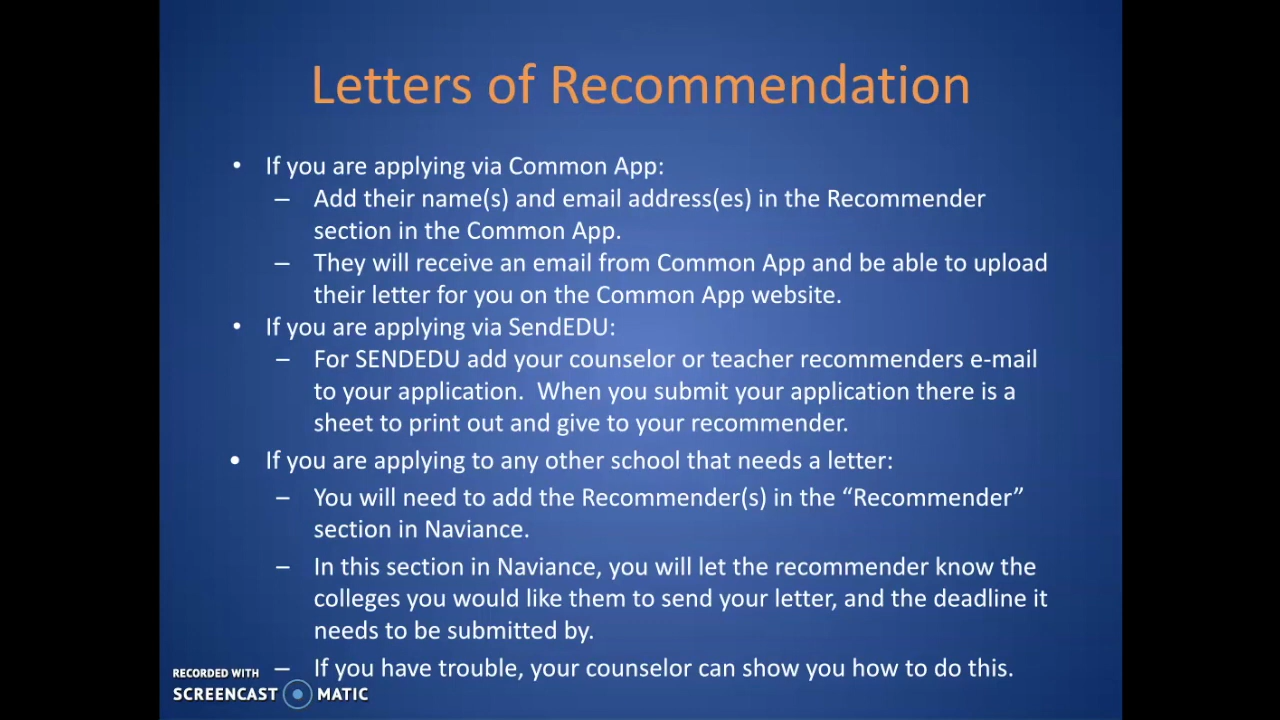 Letters of Recommendation
• If you are applying via Common App:
– Add their name(s) and email address(es) in the Recommender
section in the Common App.
– They will receive an email from Common App and be able to upload
their letter for you on the Common App website.
• If you are applying via SendEDU:
– For SENDEDU add your counselor or teacher recommenders e-mail
to your application.  When you submit your application there is a
sheet to print out and give to your recommender.
• If you are applying to any other school that needs a letter:
– You will need to add the Recommender(s) in the “Recommender”
section in Naviance.
– In this section in Naviance, you will let the recommender know the
colleges you would like them to send your letter, and the deadline it
needs to be submitted by.
– If you have trouble, your counselor can show you how to do this.
RECORDED WITH
SCREENCAST MATIC